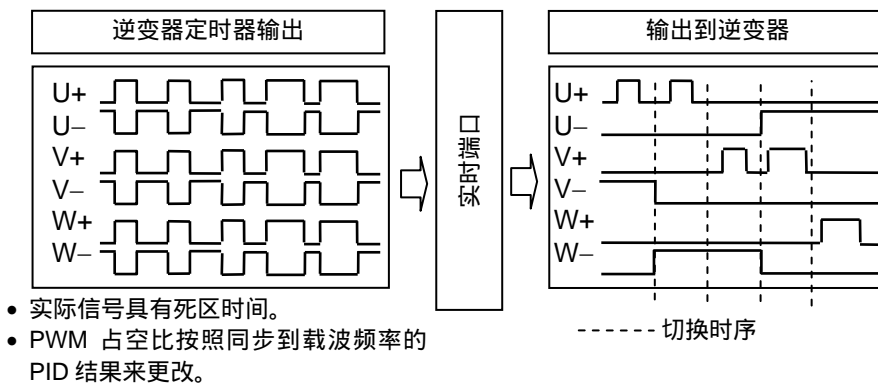 逆变器定时器输出
输出到逆变器
U+
U–
V+
V–
W+
W–
实时端口
U+
U–
V+
V–
W+
W–
• 实际信号具有死区时间。
• PWM 占空比按照同步到载波频率的
PID 结果来更改。
------ 切换时序